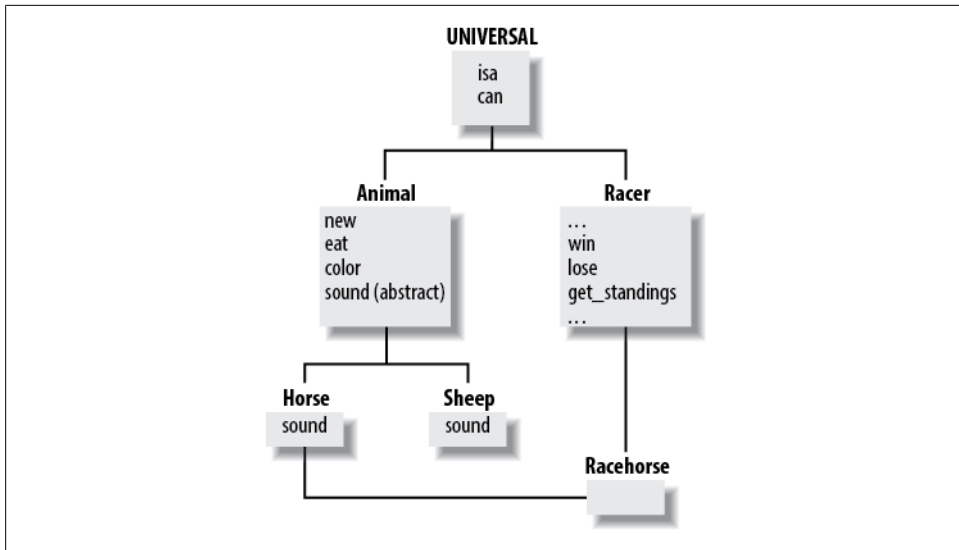 UNIVERSAL
isa
can
Animal
new
eat
color
sound (abstract)
Racer
...
win
lose
get_standings
...
Horse
sound
Sheep
sound
Racehorse